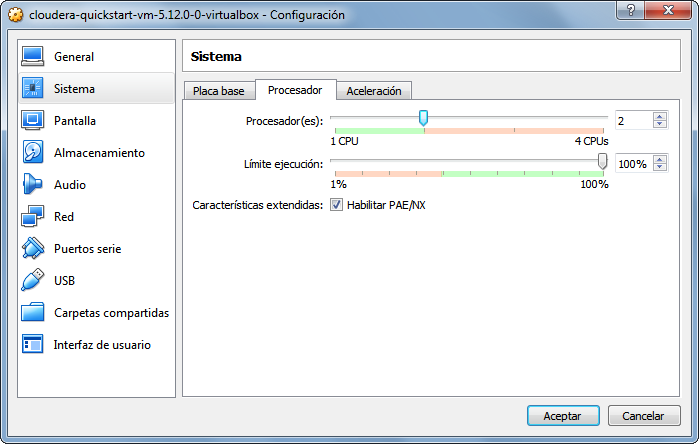 cloudera-quickstart-vm-5.12.0-0-virtualbox - Configuración
General
Sistema
Pantalla
Almacenamiento
Audio
Red
Puertos serie
USB
Carpetas compartidas
Interfaz de usuario
Sistema
Placa base Procesador Aceleración
Procesador(es): 2
1 CPU 4 CPUs
Límite ejecución: 100%
1% 100%
Características extendidas: Habilitar PAE/NX
Aceptar Cancelar